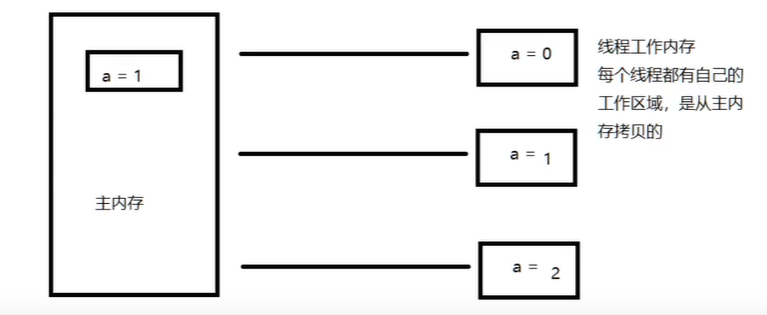 a = 1
主内存
a = 0
a = 1
a = 2
线程工作内存
每个线程都有自己的
工作区域，是从主内
存拷贝的